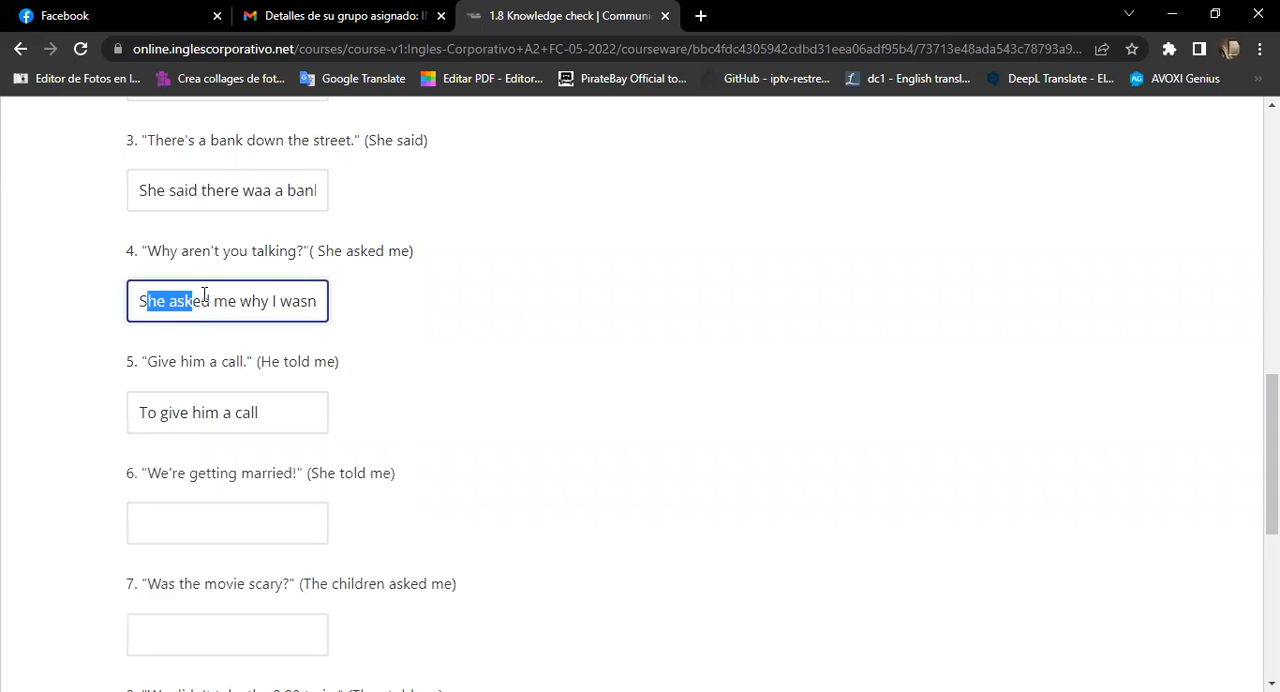 Facebook
Detalles de su grupo asignado:
1.8 Knowledge check | Communi
online.inglescorporativo.net/courses/course-v1:Ingles-Corporativo+A2+FC-05-2022/courseware/bbc4fdc4305942cdbd31eea06adf95b4/73713e48ada543c78793a9...
Editor de Fotos en l...
Crea collages de fot...
Google Translate
Editar PDF - Editor...
PirateBay Official to...
GitHub - iptv-restre...
dc1 - English transl...
DeepL Translate - El...
AVOXI Genius
»
3. "There's a bank down the street." (She said)
She said there waa a ban
4. "Why aren't you talking?"( She asked me)
She asked me why I wasn
5. "Give him a call." (He told me)
To give him a call
6. "We're getting married!" (She told me)
7. "Was the movie scary?" (The children asked me)